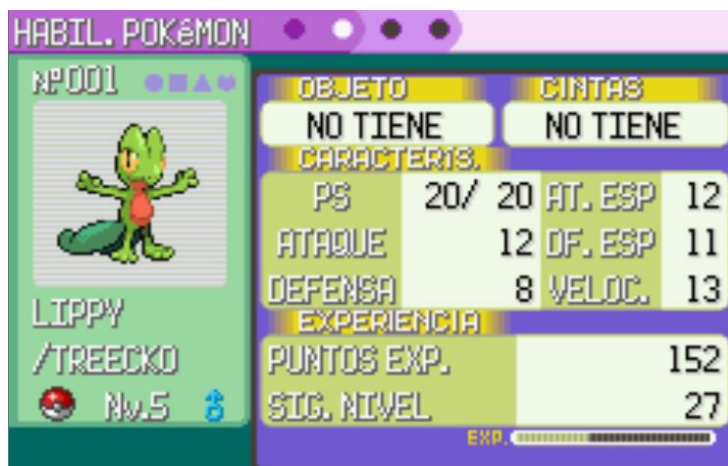 HABIL. POKéMON
Nº001
OBJETO
CINTAS
NO TIENE
NO TIENE
CARACTERÍS.
PS 20/ 20 AT. ESP 12
ATAQUE 12 DF. ESP 11
DEFENSA 8 VELOC. 13
LIPPY
/TREECKO
Nv.5 ♂
EXPERIENCIA
PUNTOS EXP. 152
SIG. NIVEL 27
EXP.